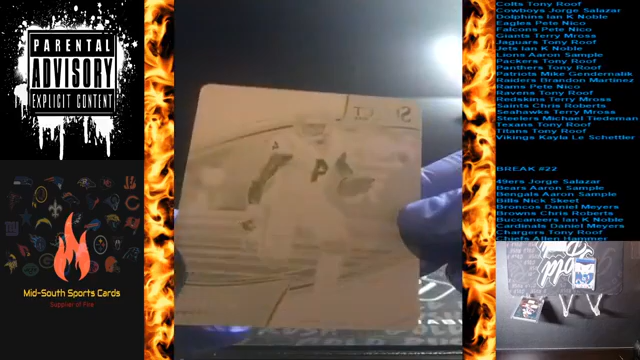 PARENTAL
ADVISORY
EXPLICIT CONTENT
Mid-South Sports Cards
Supplier of Fire
Colts Tony Roof
Cowboys Jorge Salazar
Dolphins Ian K Noble
Eagles Pete Nico
Falcons Pete Nico
Giants Terry Mross
Jaguars Tony Roof
Jets Ian K Noble
Lions Aaron Sample
Packers Tony Roof
Panthers Tony Roof
Patriots Mike Gendernalik
Raiders Brandon Martinez
Rams Pete Nico
Ravens Tony Roof
Redskins Terry Mross
Saints Chris Roberts
Seahawks Terry Mross
Steelers Michael Tiedeman
Texans Tony Roof
Titans Tony Roof
Vikings Kayla Le Schettler
BREAK #22
49ers Jorge Salazar
Bears Aaron Sample
Bengals Aaron Sample
Bills Nick Skeet
Broncos Daniel Meyers
Browns Chris Roberts
Buccaneers Ian K Noble
Cardinals Daniel Meyers
Chargers Tony Roof
Chiefs Allen Hammer